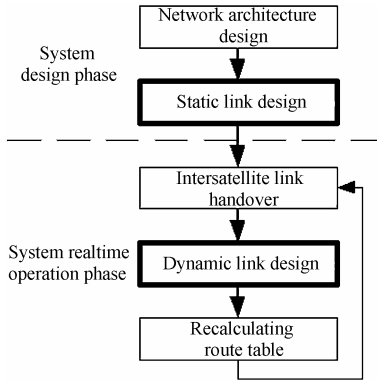 Network architecture
design
System
design phase
Static link design
Intersatellite link
handover
System realtime
operation phase
Dynamic link design
Recalculating
route table